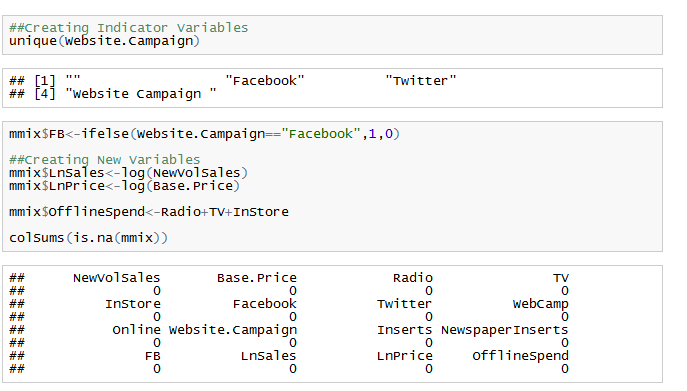 ##Creating Indicator Variables
unique(Website.Campaign)
## [1] ""                  "Facebook"          "Twitter"
## [4] "Website Campaign "
mmix$FB<-ifelse(Website.Campaign=="Facebook",1,0)
##Creating New Variables
mmix$LnSales<-log(NewVolSales)
mmix$LnPrice<-log(Base.Price)
mmix$OfflineSpend<-Radio+TV+InStore
colSums(is.na(mmix))
##      NewVolSales       Base.Price            Radio               TV
##                0                0                0                0
##          InStore         Facebook          Twitter          WebCamp
##                0                0                0                0
##           Online Website.Campaign          Inserts NewspaperInserts
##                0                0                0                0
##               FB          LnSales          LnPrice     OfflineSpend
##                0                0                0                0